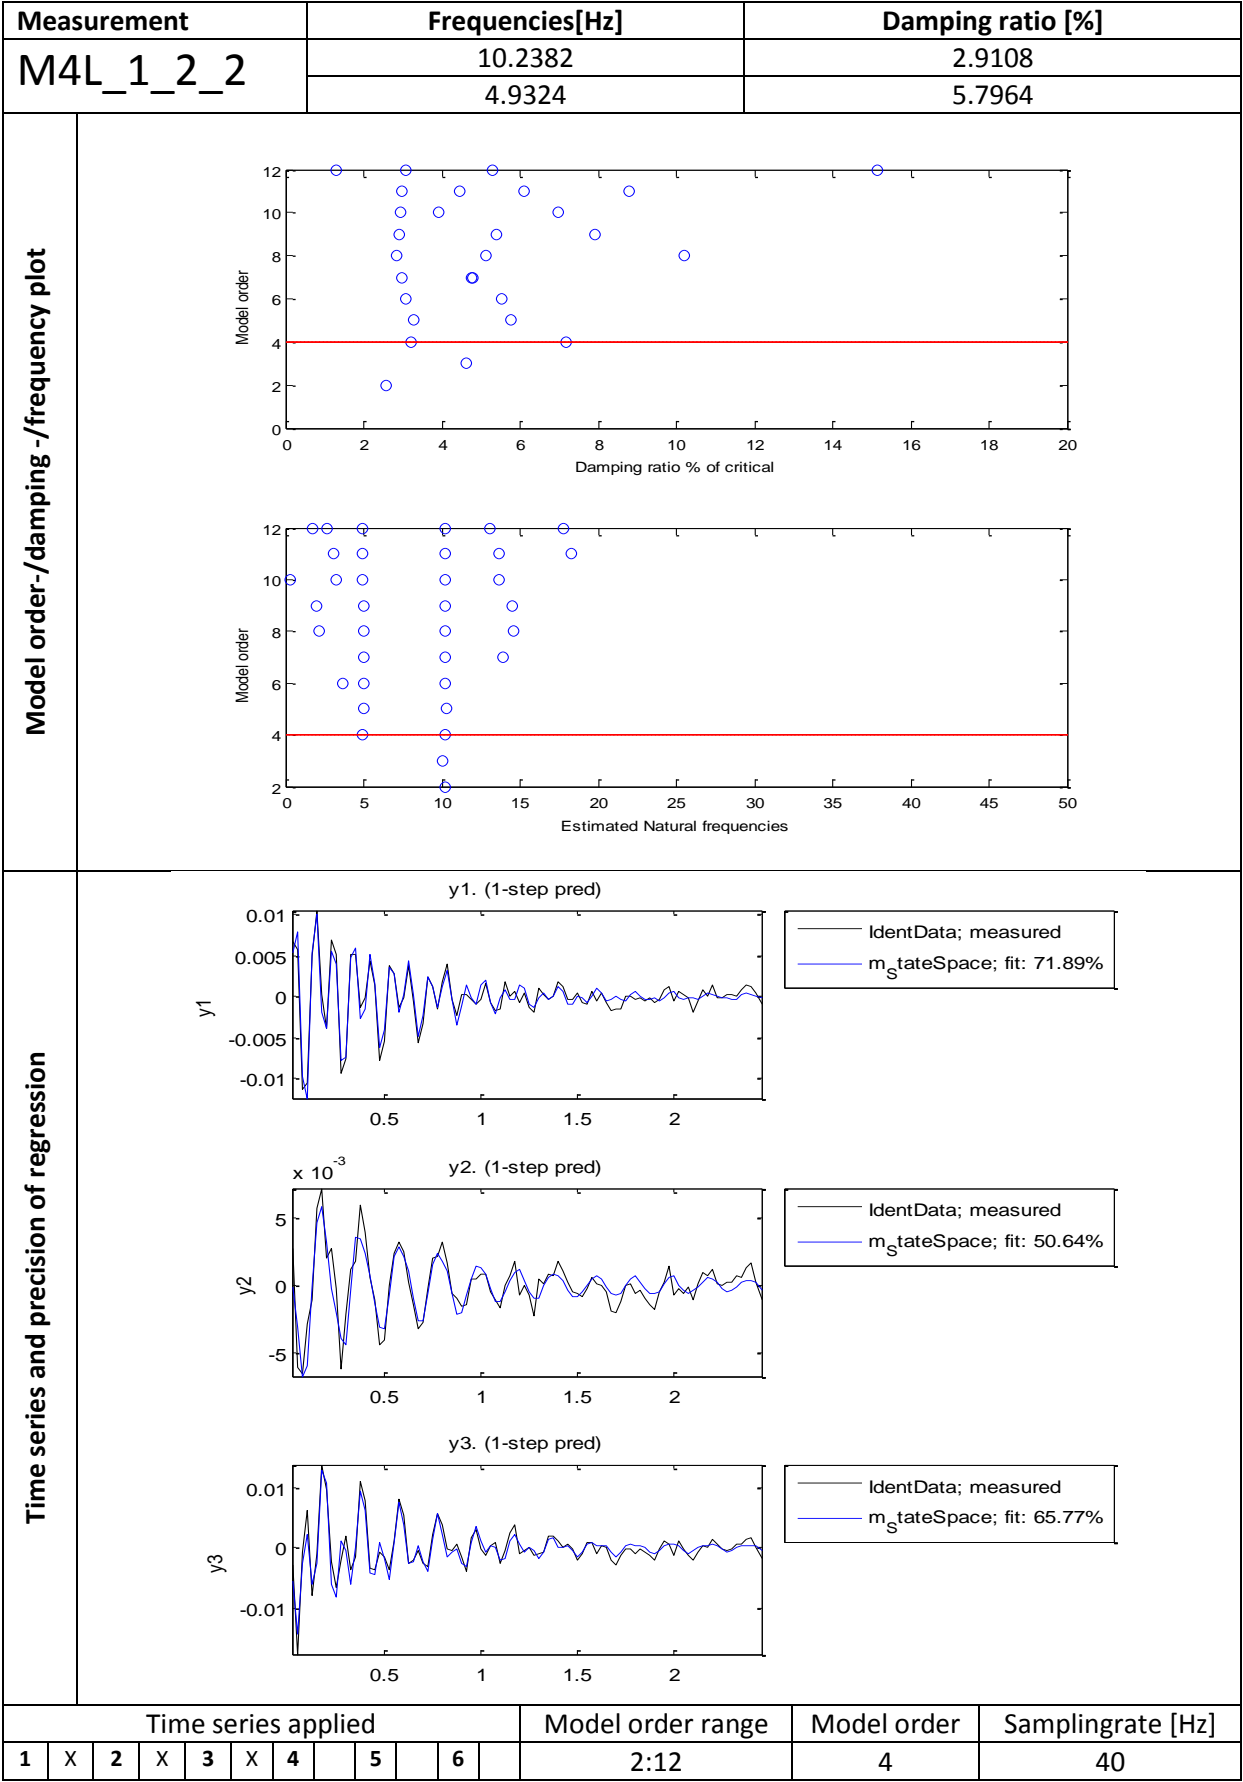 Measurement Frequencies[Hz] Damping ratio [%]
M4L_1_2_2
10.2382 2.9108
4.9324 5.7964
Model order-/damping -/frequency plot
12
10
8
6
4
2
0
Model order
0 2 4 6 8 10 12 14 16 18 20
Damping ratio % of critical
12
10
8
6
4
2
Model order
0 5 10 15 20 25 30 35 40 45 50
Estimated Natural frequencies
Time series and precision of regression
y1. (1-step pred)
0.01
0.005
0
-0.005
-0.01
y1
0.5 1 1.5 2
IdentData; measured
m_StateSpace; fit: 71.89%
x 10^-3
y2. (1-step pred)
5
0
-5
y2
0.5 1 1.5 2
IdentData; measured
m_StateSpace; fit: 50.64%
y3. (1-step pred)
0.01
0
-0.01
y3
0.5 1 1.5 2
IdentData; measured
m_StateSpace; fit: 65.77%
Time series applied Model order range Model order Samplingrate [Hz]
1 X 2 X 3 X 4 5 6 2:12 4 40